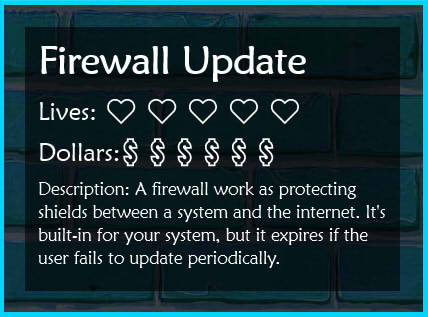 Firewall Update
Lives: ♡ ♡ ♡ ♡ ♡
Dollars:$ $ $ $ $ $
Description: A firewall work as protecting
shields between a system and the internet. It's
built-in for your system, but it expires if the
user fails to update periodically.